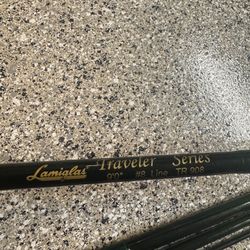 Lamiglas Traveler Series
9'0" #8 Line TR 908